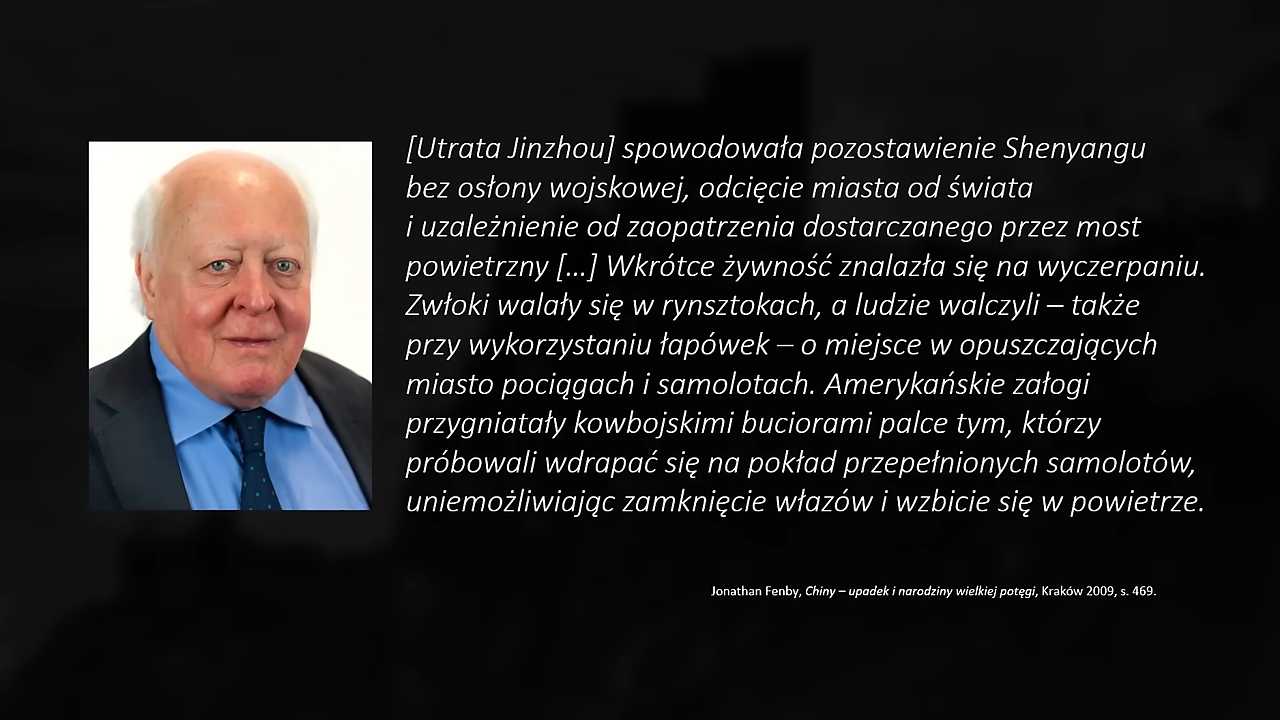 [Utrata Jinzhou] spowodowała pozostawienie Shenyangu
bez osłony wojskowej, odcięcie miasta od świata
i uzależnienie od zaopatrzenia dostarczanego przez most
powietrzny [...] Wkrótce żywność znalazła się na wyczerpaniu.
Zwłoki walały się w rynsztokach, a ludzie walczyli – także
przy wykorzystaniu łapówek – o miejsce w opuszczających
miasto pociągach i samolotach. Amerykańskie załogi
przygniatały kowbojskimi buciorami palce tym, którzy
próbowali wdrapać się na pokład przepełnionych samolotów,
uniemożliwiając zamknięcie włazów i wzbicie się w powietrze.
Jonathan Fenby, Chiny – upadek i narodziny wielkiej potęgi, Kraków 2009, s. 469.